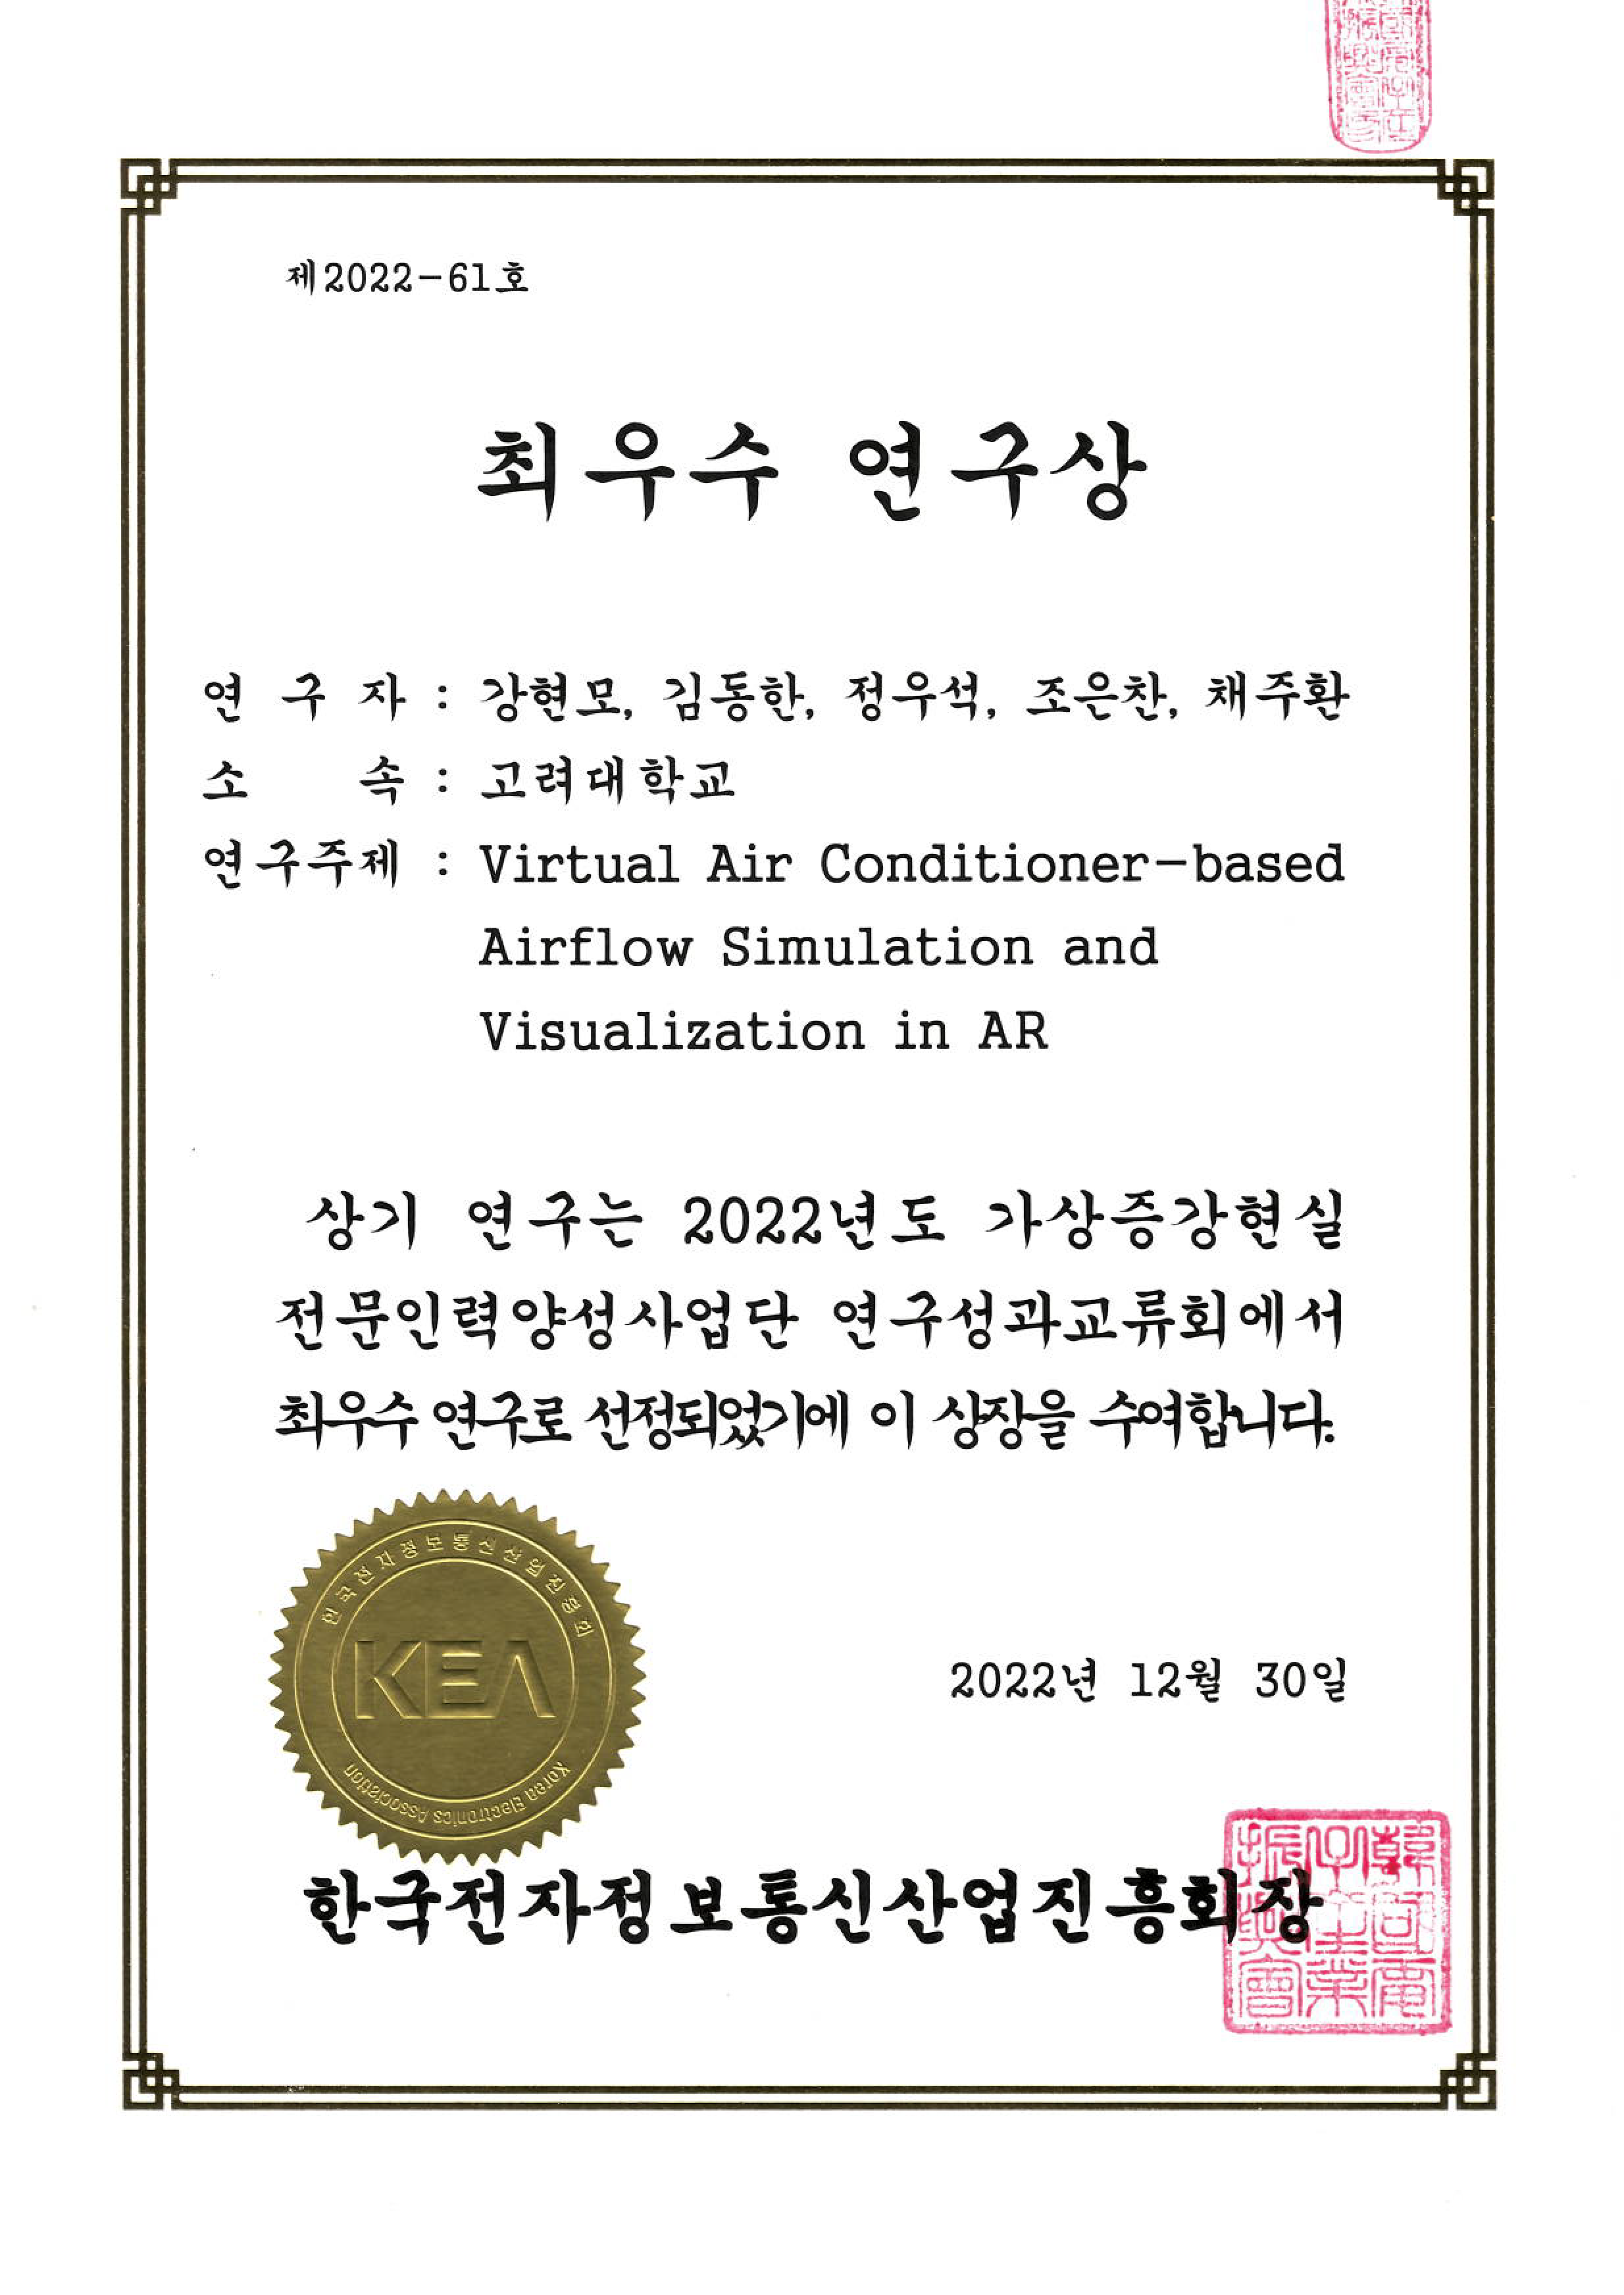 제2022-61호
최우수 연구상
연 구 자 : 강현모, 김동한, 정우석, 조은찬, 채주환
소 속 : 고려대학교
연구주제 : Virtual Air Conditioner-based
Airflow Simulation and
Visualization in AR
상기 연구는 2022년도 가상증강현실
전문인력양성사업단 연구성과교류회에서
최우수 연구로 선정되었기에 이 상장을 수여합니다.
한국전자정보통신산업진흥회
KEA
Korea Electronics Association
2022년 12월 30일
한국전자정보통신산업진흥회장